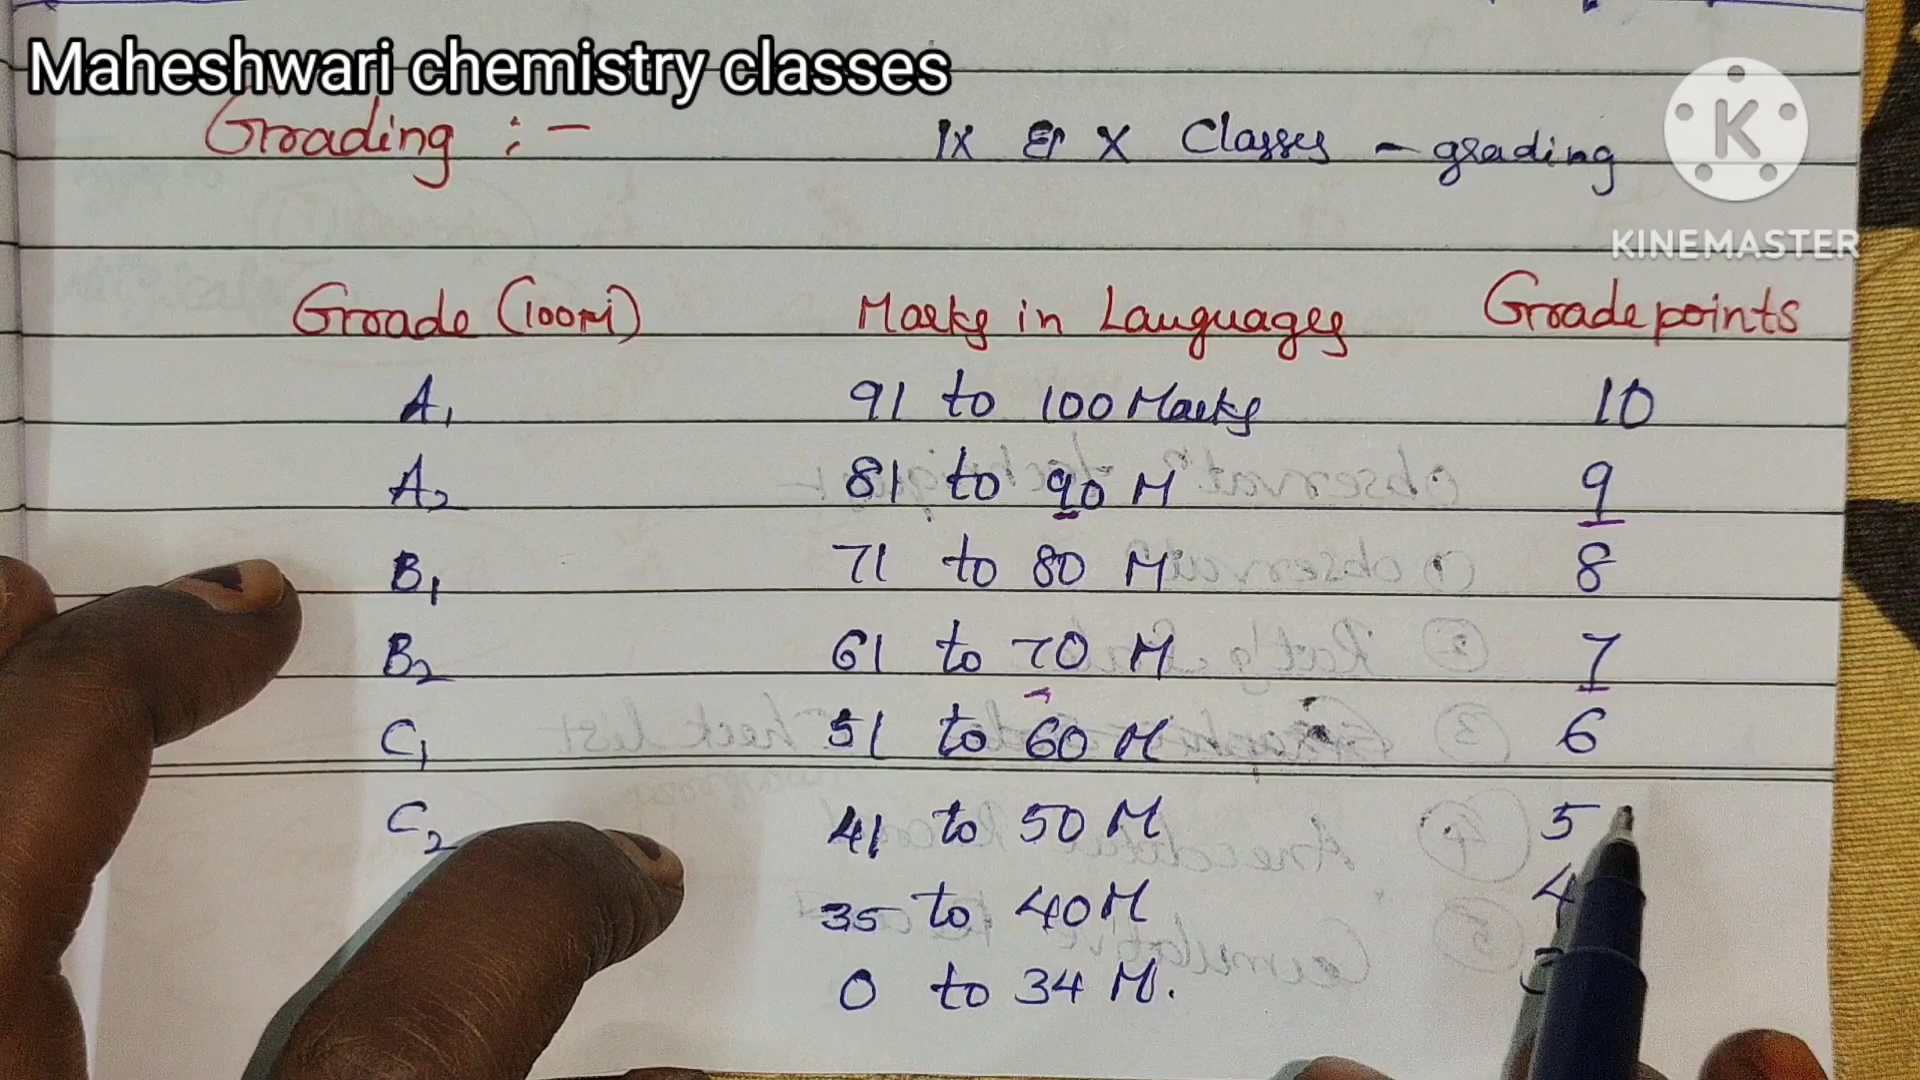 Maheshwari chemistry classes
Grading :-
IX & X Classes - grading
KINEMASTER
Grade (100M) Marks in Languages Grade points
A1 91 to 100 Marks 10
A2 81 to 90 M 9
B1 71 to 80 M 8
B2 61 to 70 M 7
C1 51 to 60 M 6
C2 41 to 50 M 5
35 to 40 M 4
0 to 34 M. 3